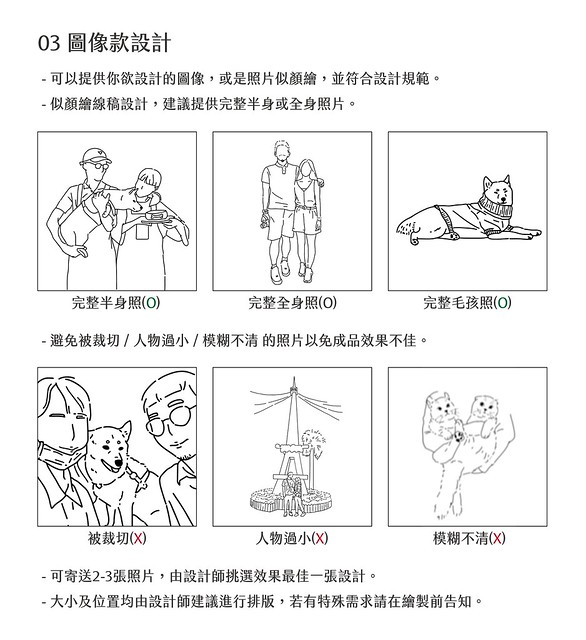 03 圖像款設計
- 可以提供你欲設計的圖像，或是照片似顏繪，並符合設計規範。
- 似顏繪線稿設計，建議提供完整半身或全身照片。
完整半身照(O)
完整全身照(O)
完整毛孩照(O)
- 避免被裁切 / 人物過小 / 模糊不清 的照片以免成品效果不佳。
被裁切(X)
人物過小(X)
模糊不清(X)
- 可寄送2-3張照片，由設計師挑選效果最佳一張設計。
- 大小及位置均由設計師建議進行排版，若有特殊需求請在繪製前告知。